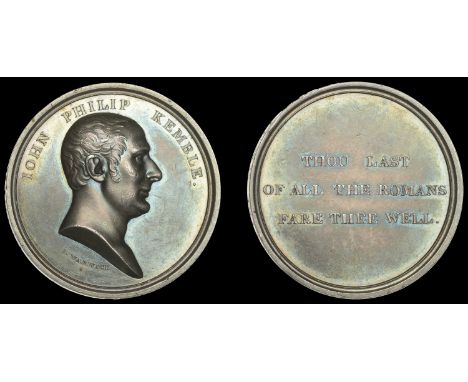 IOHN PHILIP KEMBLE.
THOU LAST
OF ALL THE ROMANS
FARE THEE WELL.